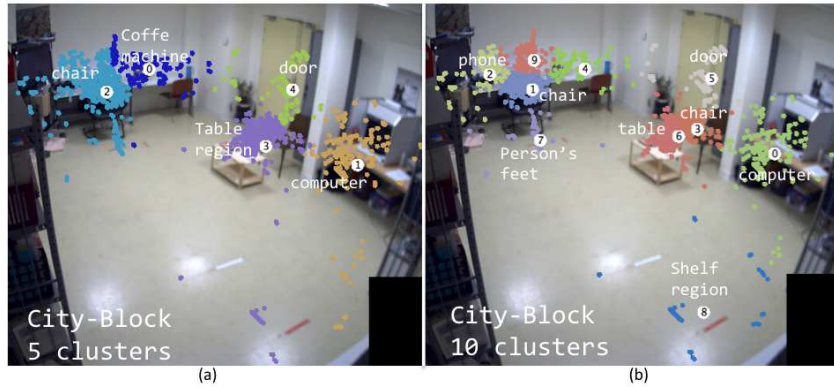 Coffe
machine
0
chair
2
door
4
Table
region
3
1
computer
City-Block
5 clusters
(a)
phone
9
2
4
1
chair
door
5
chair
table
6
3
7
Person's
feet
0
computer
Shelf
region
8
City-Block
10 clusters
(b)